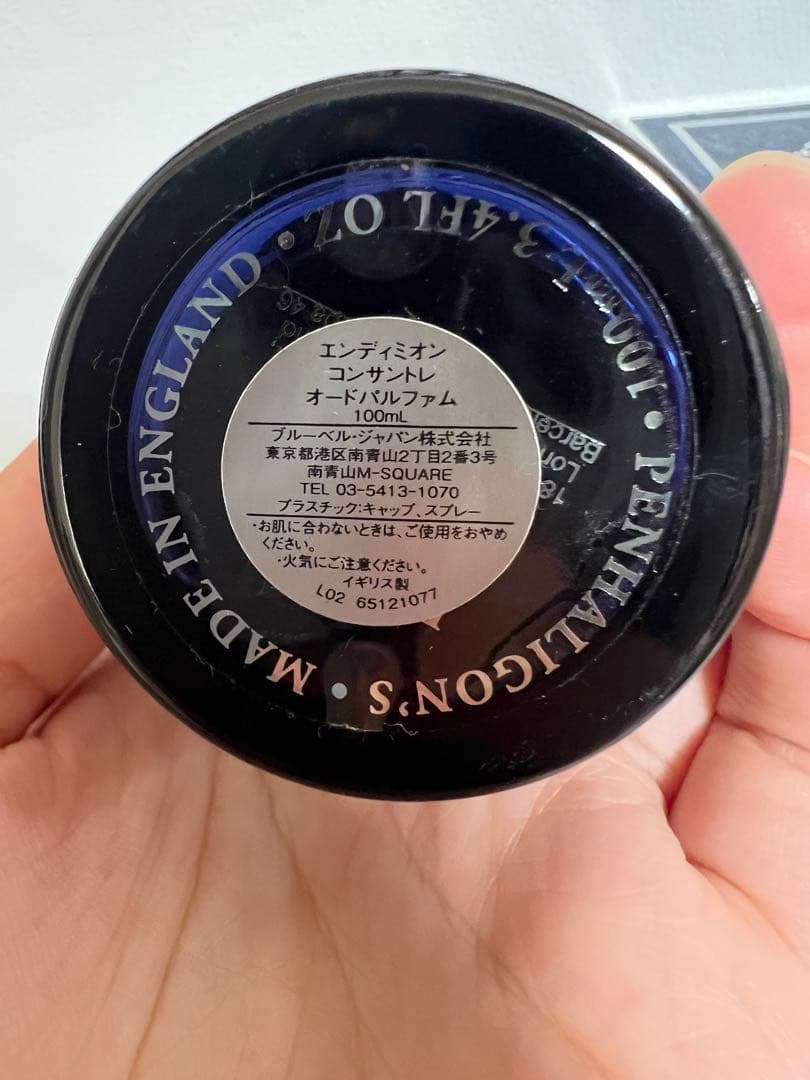 エンディミオン
コンサントレ
オードパルファム
100mL
ブルーベル・ジャパン株式会社
東京都港区南青山2丁目2番3号
南青山M-SQUARE
TEL 03-5413-1070
プラスチック:キャップ、スプレー
・お肌に合わないときは、ご使用をおやめ
ください。
・火気にご注意ください。
イギリス製
L02 65121077
MADE IN ENGLAND • 100ml 3.4FL OZ • PENHALIGON'S •